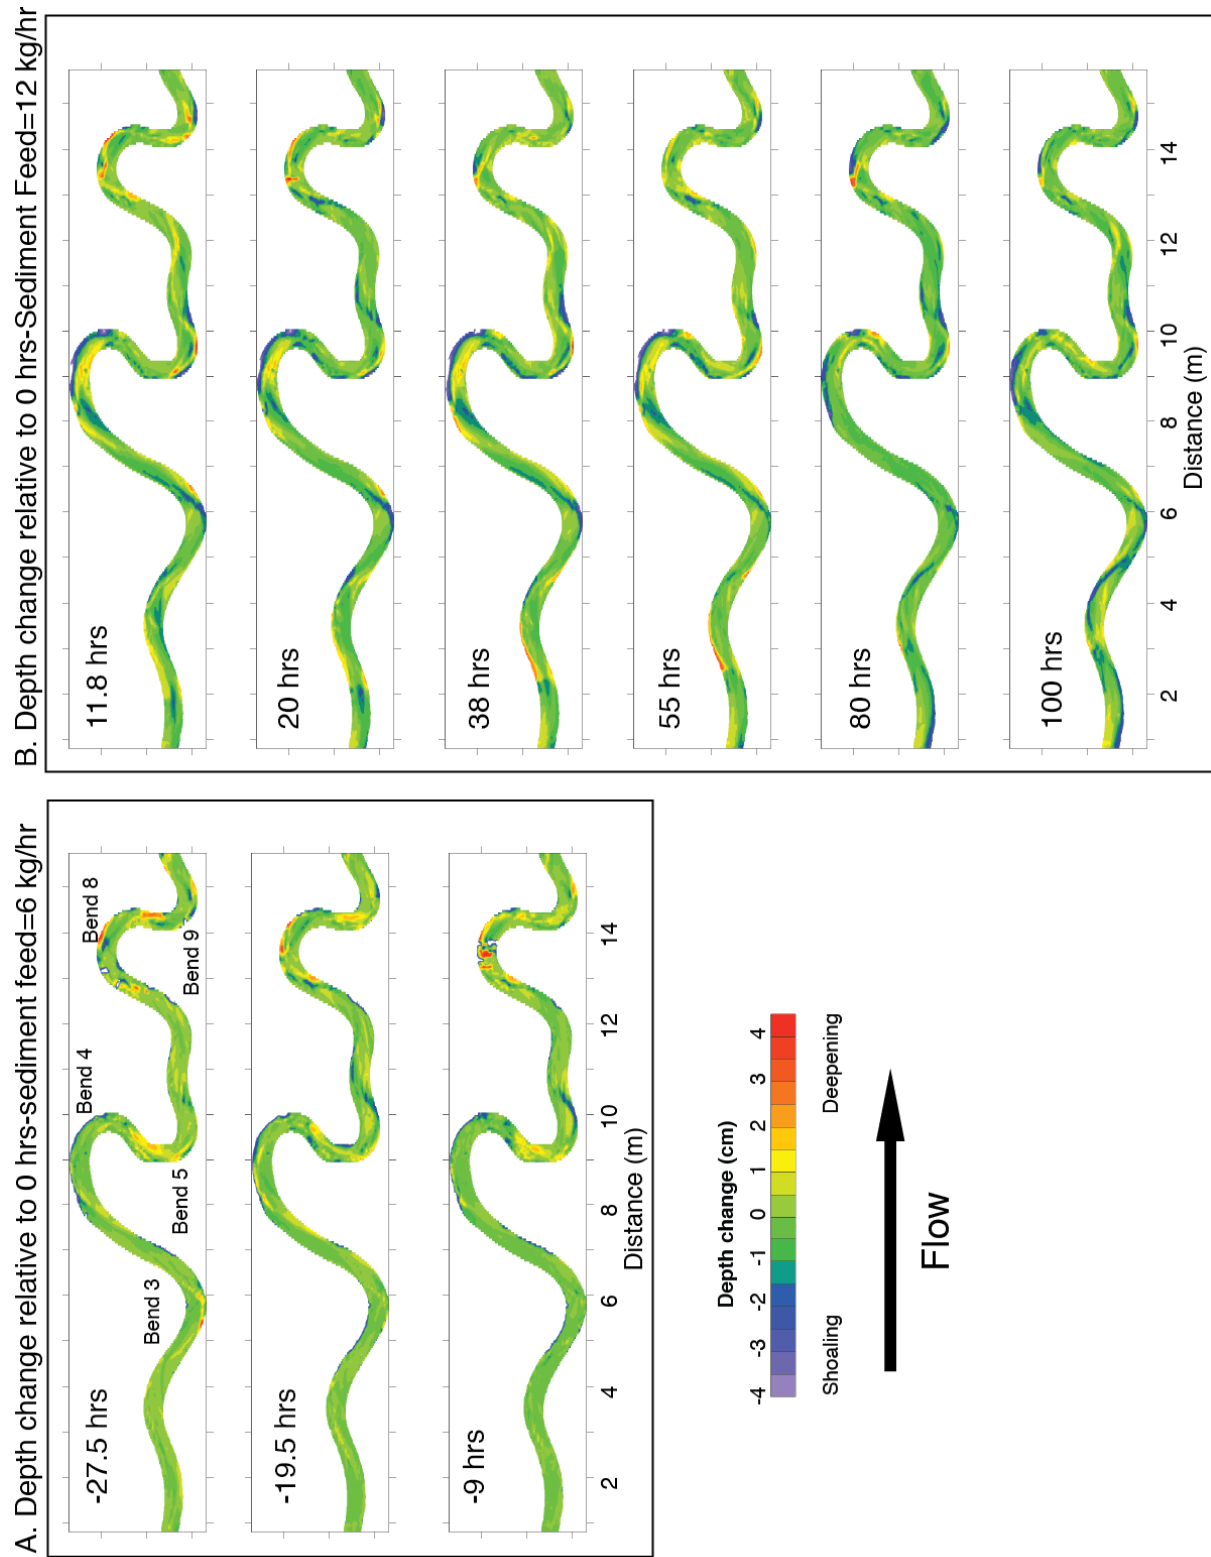 A. Depth change relative to 0 hrs-sediment feed=6 kg/hr
-27.5 hrs
Bend 3
Bend 4
Bend 5
Bend 8
Bend 9
-19.5 hrs
-9 hrs
2 4 6 8 10 12 14
Distance (m)
Depth change (cm)
-4 -3 -2 -1 0 1 2 3 4
Shoaling Deepening
Flow
B. Depth change relative to 0 hrs-Sediment Feed=12 kg/hr
11.8 hrs
20 hrs
38 hrs
55 hrs
80 hrs
100 hrs
2 4 6 8 10 12 14
Distance (m)